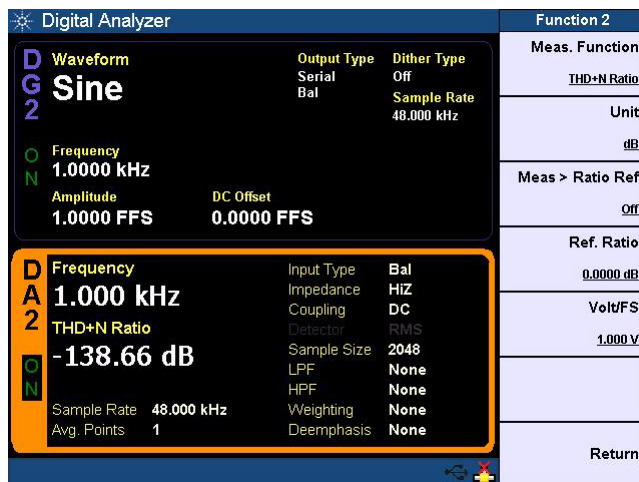 Digital Analyzer
Function 2
DG2
ON
Waveform
Sine
Output Type
Serial
Bal
Dither Type
Off
Sample Rate
48.000 kHz
Frequency
1.0000 kHz
Amplitude
1.0000 FFS
DC Offset
0.0000 FFS
DA2
ON
Frequency
1.000 kHz
THD+N Ratio
-138.66 dB
Sample Rate 48.000 kHz
Avg. Points 1
Input Type Bal
Impedance HiZ
Coupling DC
Detector RMS
Sample Size 2048
LPF None
HPF None
Weighting None
Deemphasis None
Meas. Function
THD+N Ratio
Unit
dB
Meas > Ratio Ref
Off
Ref. Ratio
0.0000 dB
Volt/FS
1.000 V
Return